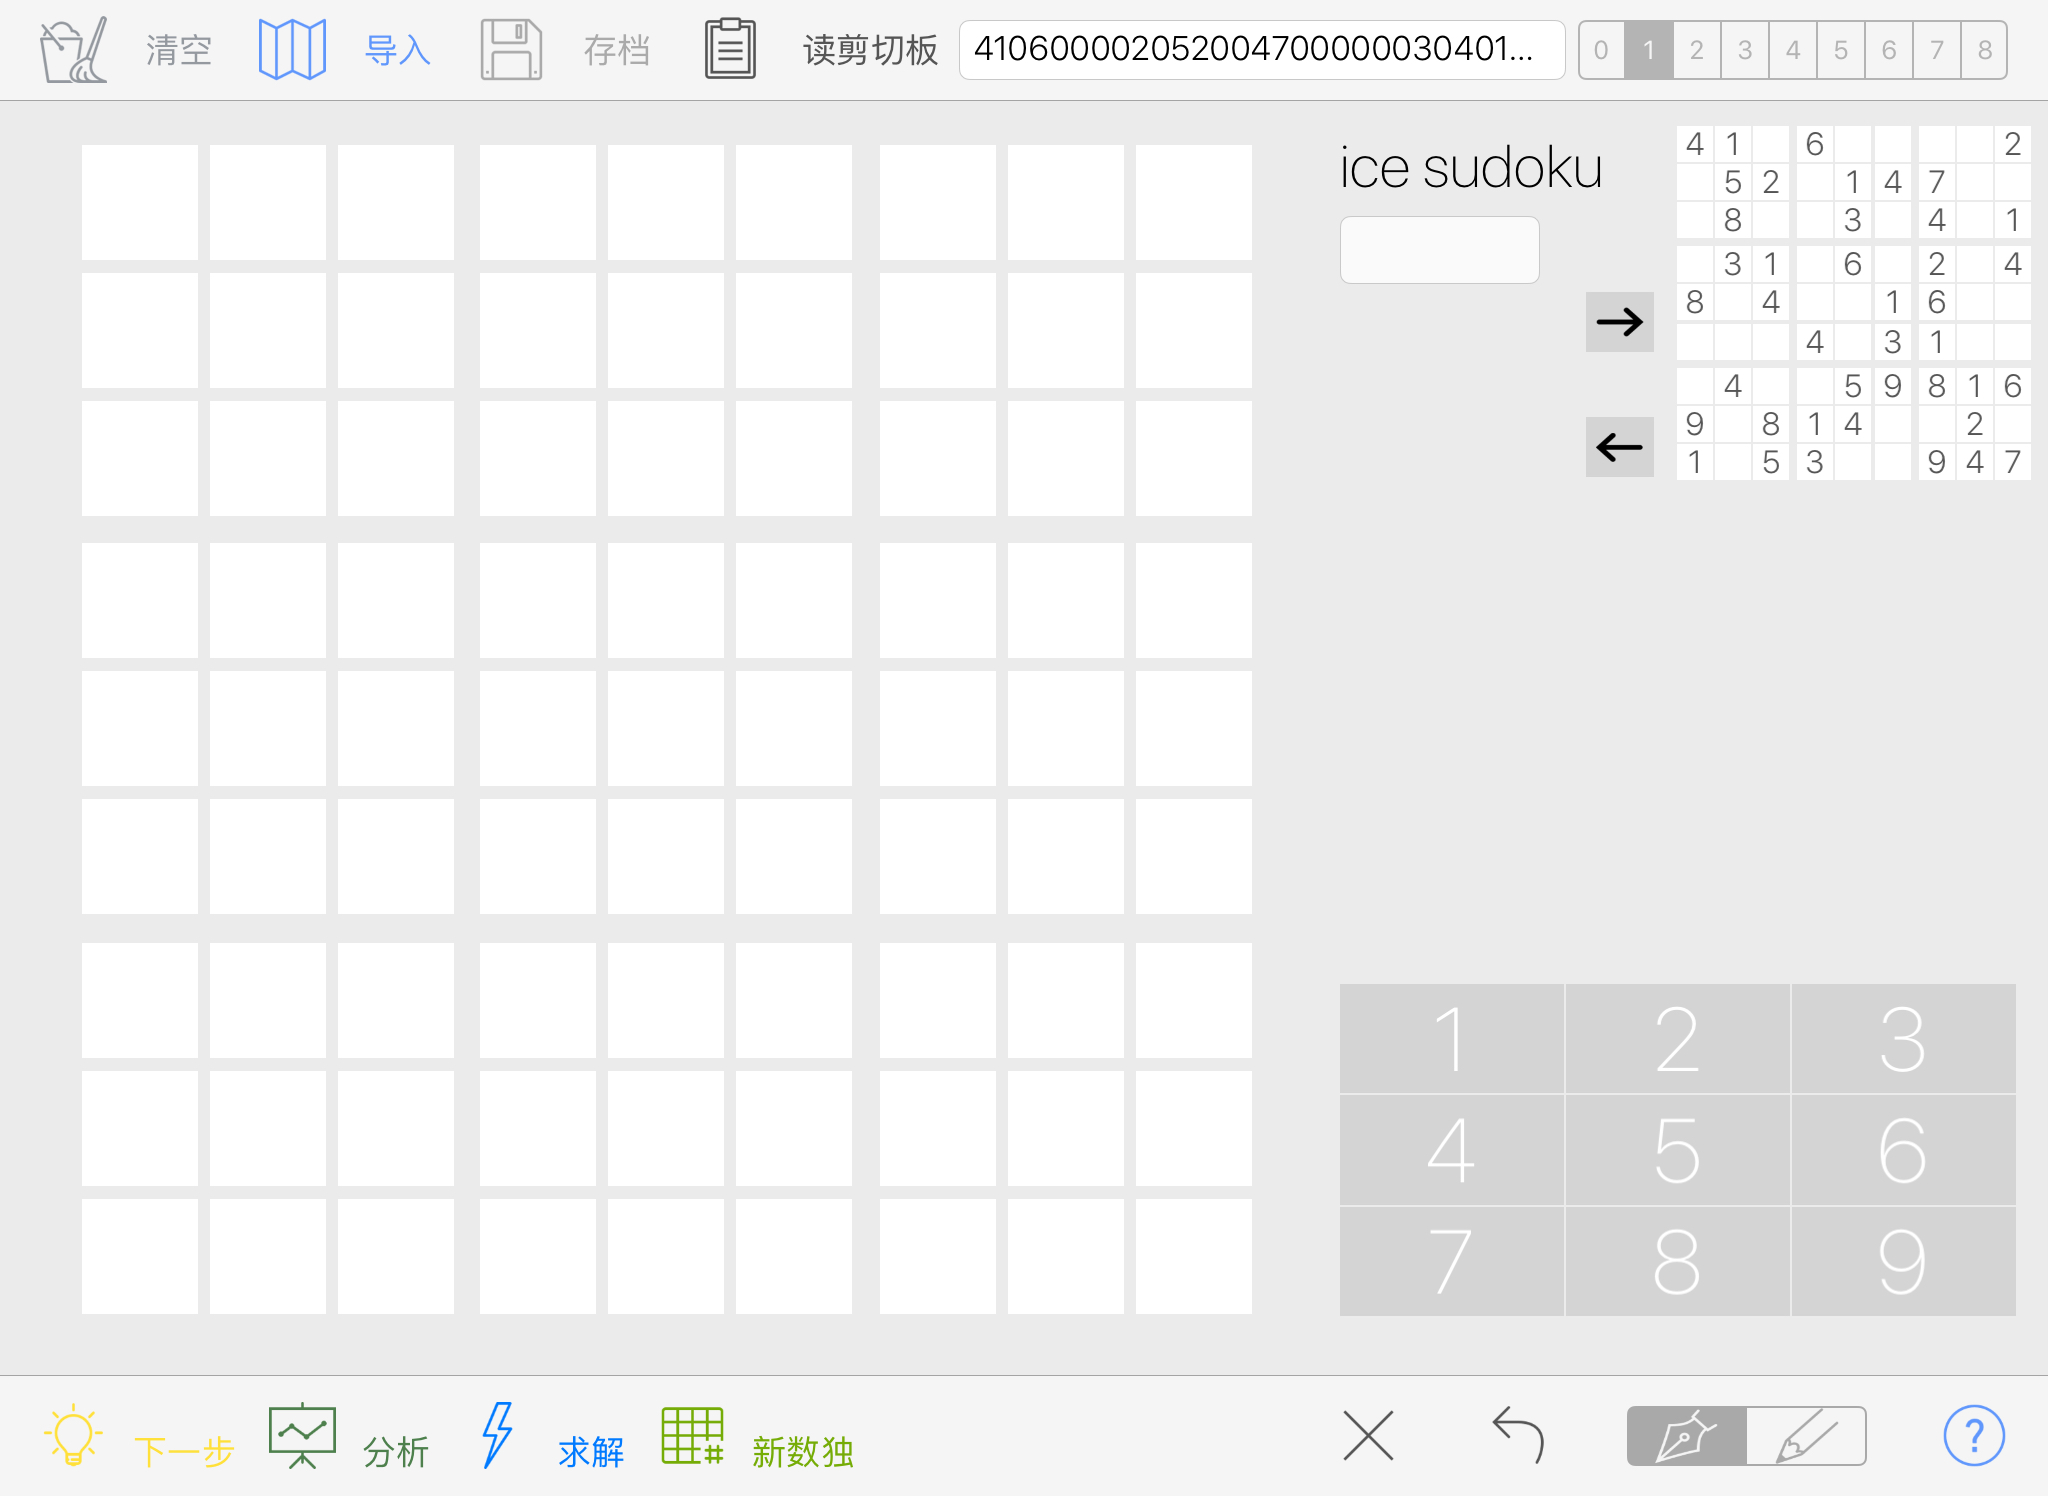 清空 导入 存档 读剪切板 41060000205200470000003040​1... 0 1 2 3 4 5 6 7 8
ice sudoku
4 1 6 2
5 2 1 4 7
8 3 4 1
3 1 6 2 4
8 4 1 6
4 3 1
4 5 9 8 1 6
9 8 1 4 2
1 5 3 9 4 7
1 2 3
4 5 6
7 8 9
下一步 分析 求解 新数独 ?